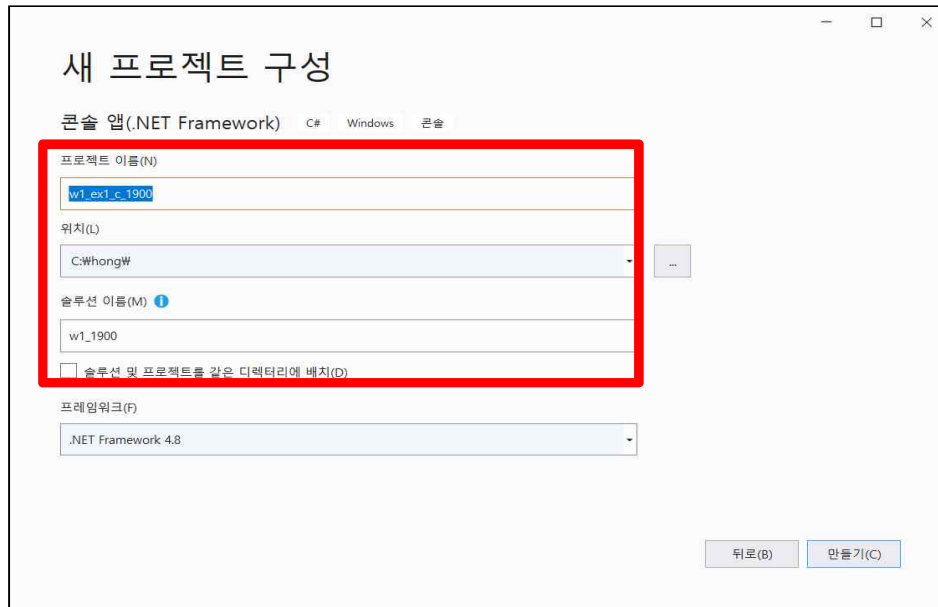 새 프로젝트 구성
콘솔 앱(.NET Framework) C# Windows 콘솔
프로젝트 이름(N)
w1_ex1_c_1900
위치(L)
C:₩hong₩
...
솔루션 이름(M)
w1_1900
솔루션 및 프로젝트를 같은 디렉터리에 배치(D)
프레임워크(F)
.NET Framework 4.8
뒤로(B) 만들기(C)